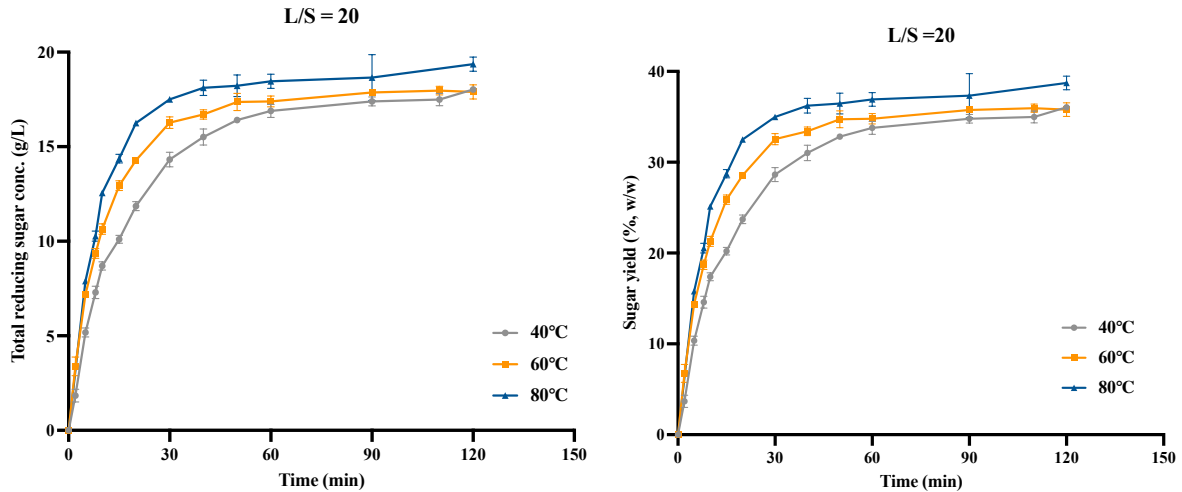 L/S = 20
Total reducing sugar conc. (g/L)
20
15
10
5
0
0 30 60 90 120 150
Time (min)
40°C
60°C
80°C
L/S =20
Sugar yield (%, w/w)
40
30
20
10
0
0 30 60 90 120 150
Time (min)
40°C
60°C
80°C